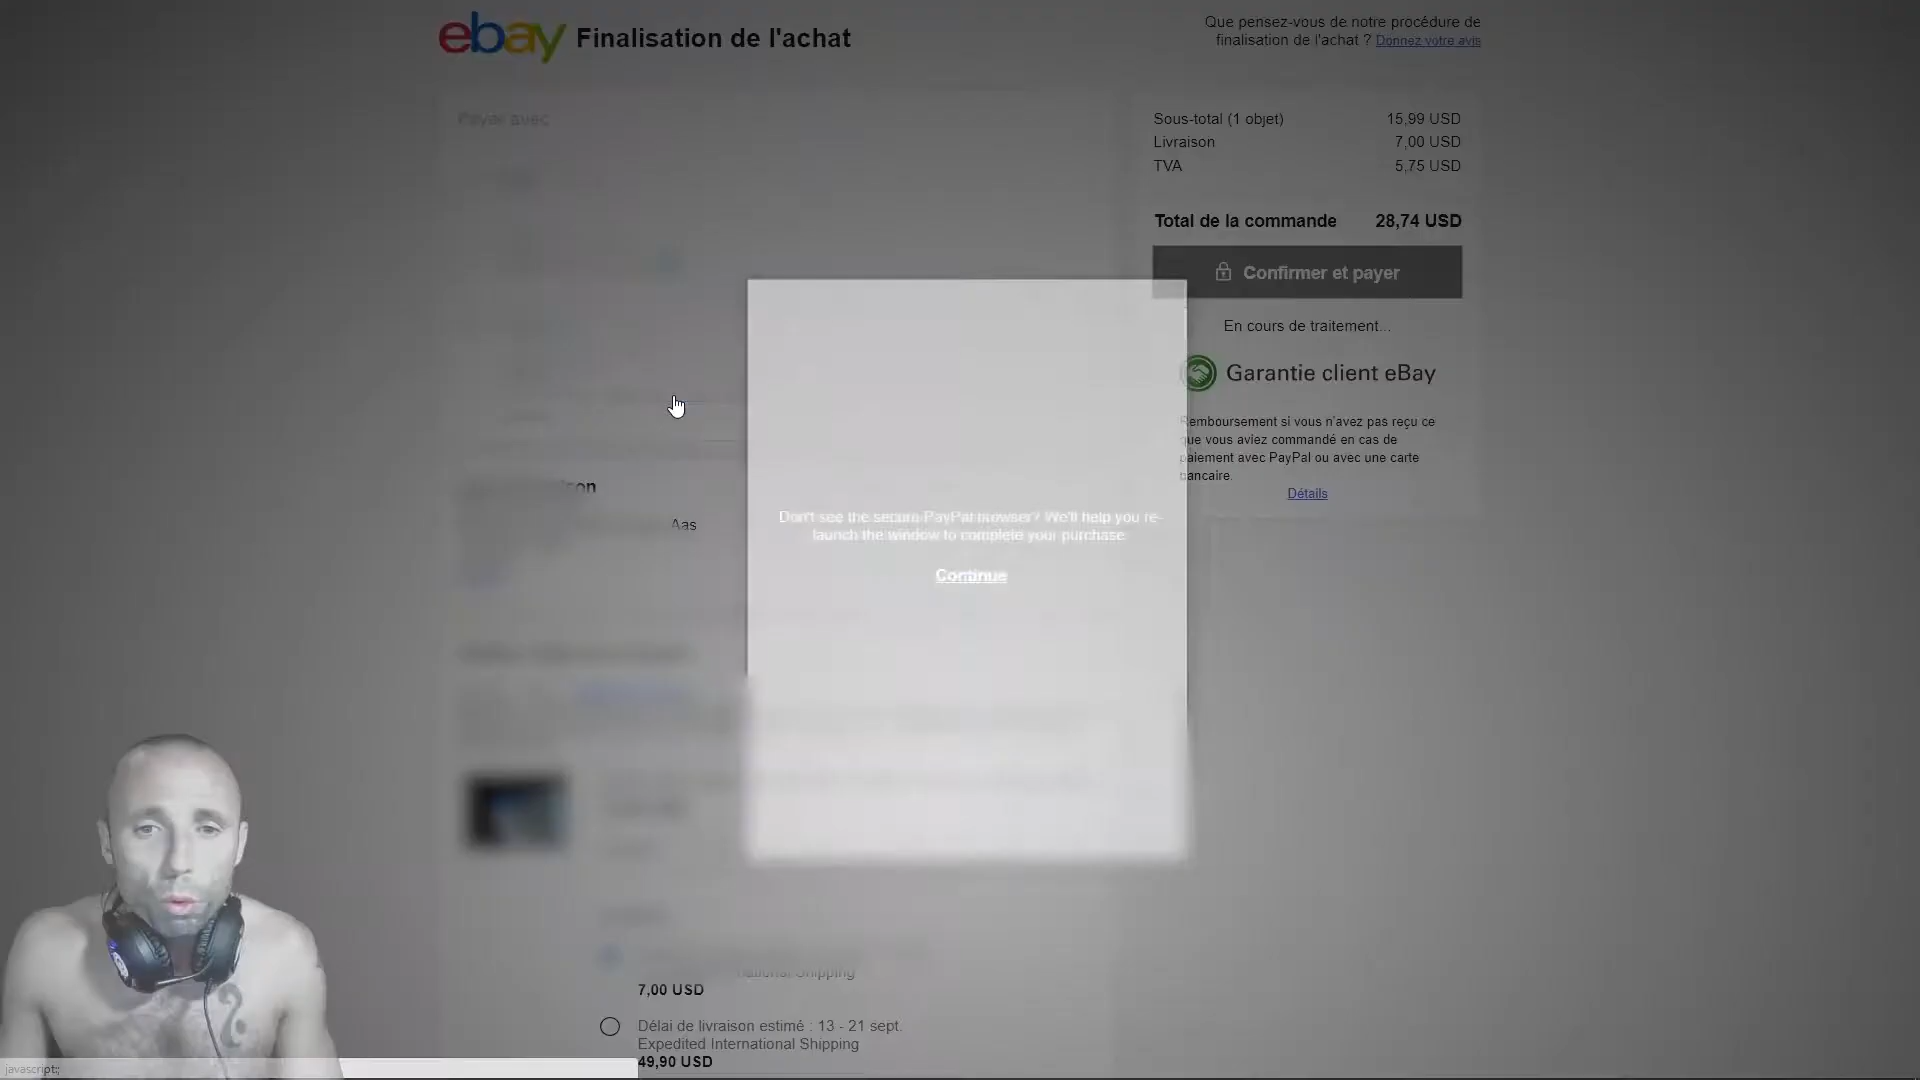 ebay Finalisation de l'achat
Que pensez-vous de notre procédure de
finalisation de l'achat ? Donnez votre avis
Payer avec
Sous-total (1 objet) 15,99 USD
Livraison 7,00 USD
TVA 5,75 USD
Total de la commande 28,74 USD
Confirmer et payer
En cours de traitement...
Garantie client eBay
Remboursement si vous n'avez pas reçu ce
que vous aviez commandé en cas de
paiement avec PayPal ou avec une carte
bancaire.
Détails
Aas
Don't see the secure PayPal browser? We'll help you re-
launch the window to complete your purchase
Continue
Shipping
7,00 USD
Délai de livraison estimé : 13 - 21 sept.
Expedited International Shipping
49,90 USD
javascript:;